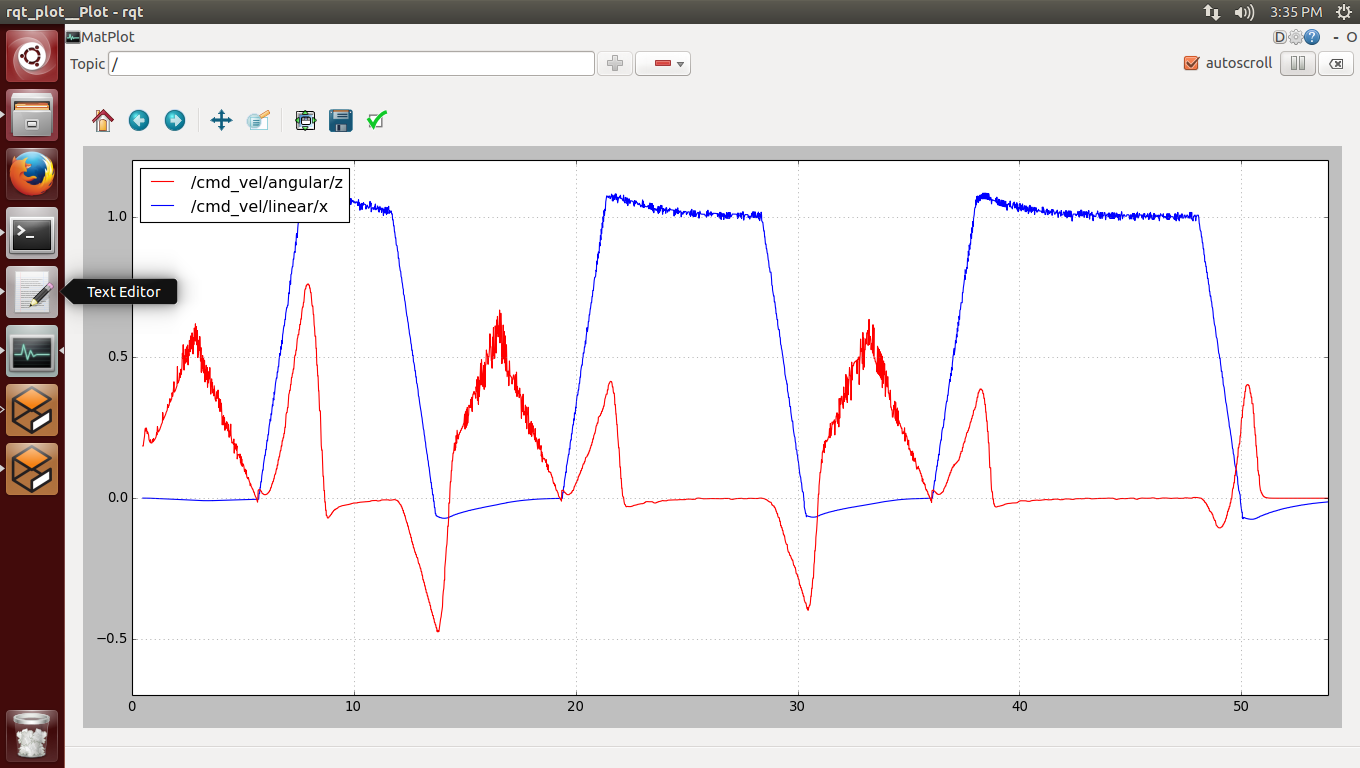 rqt_plot__Plot - rqt
3:35 PM
MatPlot
D
?
- O
Topic /
autoscroll
/cmd_vel/angular/z
/cmd_vel/linear/x
1.0
0.5
0.0
−0.5
0 10 20 30 40 50
Text Editor
>_